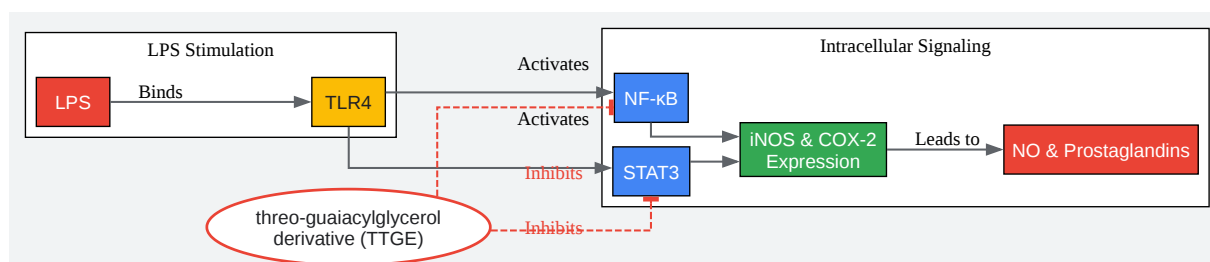 LPS Stimulation
Intracellular Signaling
LPS
Binds
TLR4
Activates
NF-κB
Activates
iNOS & COX-2
Expression
Leads to
NO & Prostaglandins
Inhibits
STAT3
threo-guaiacylglycerol
derivative (TTGE)
Inhibits